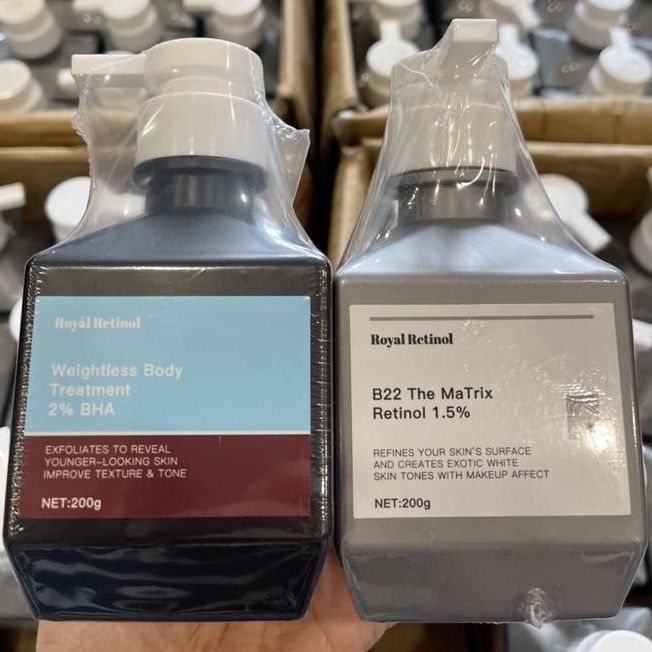 Royal Retinol
Weightless Body
Treatment
2% BHA
EXFOLIATES TO REVEAL
YOUNGER-LOOKING SKIN
IMPROVE TEXTURE & TONE
NET:200g
Royal Retinol
B22 The MaTrix
Retinol 1.5%
REFINES YOUR SKIN'S SURFACE
AND CREATES EXOTIC WHITE
SKIN TONES WITH MAKEUP AFFECT
NET:200g